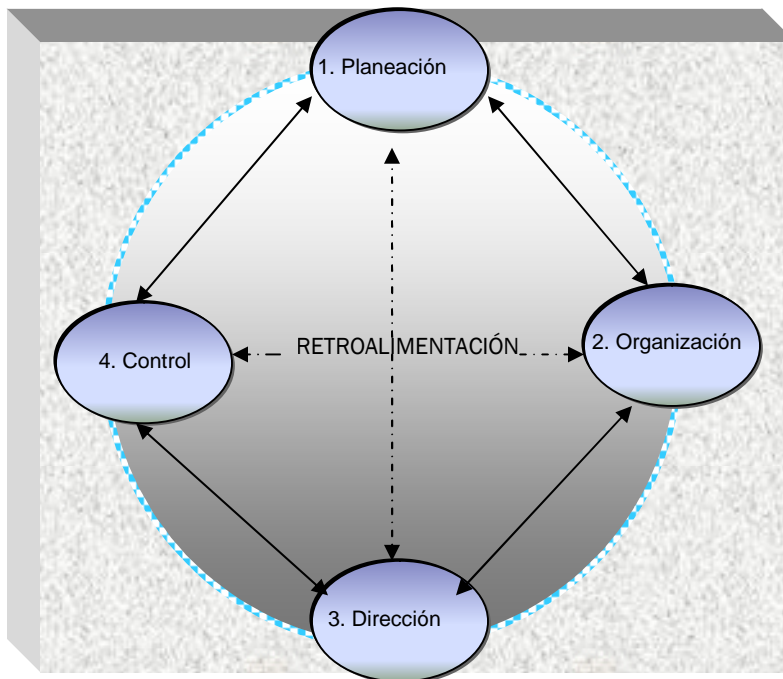 1. Planeación
2. Organización
RETROALIMENTACIÓN
4. Control
3. Dirección